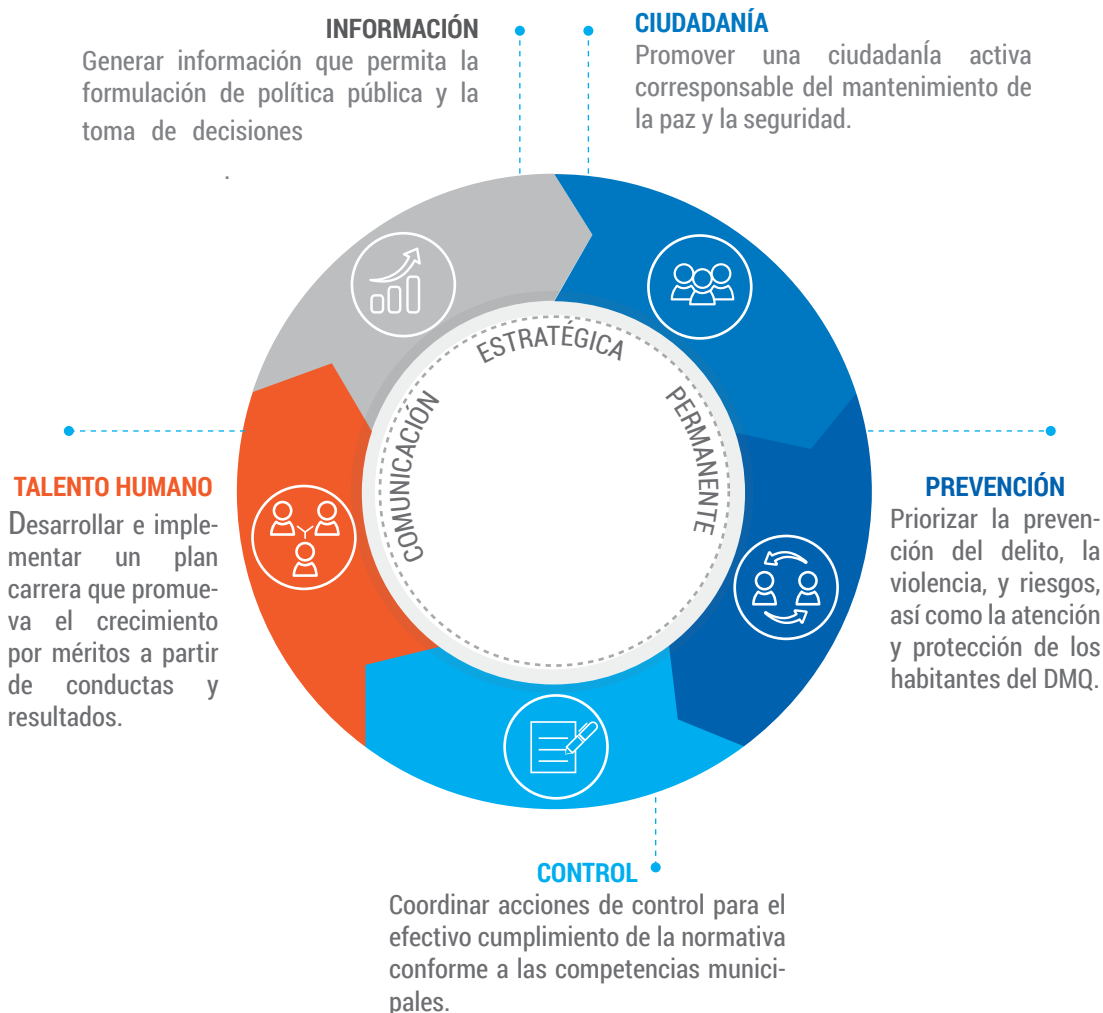 INFORMACIÓN
Generar información que permita la
formulación de política pública y la
toma de decisiones
.
CIUDADANÍA
Promover una ciudadanÍa activa
corresponsable del mantenimiento de
la paz y la seguridad.
COMUNICACIÓN
ESTRATÉGICA
PERMANENTE
TALENTO HUMANO
Desarrollar e imple-
mentar un plan
carrera que promue-
va el crecimiento
por méritos a partir
de conductas y
resultados.
PREVENCIÓN
Priorizar la preven-
ción del delito, la
violencia, y riesgos,
así como la atención
y protección de los
habitantes del DMQ.
CONTROL
Coordinar acciones de control para el
efectivo cumplimiento de la normativa
conforme a las competencias munici-
pales.